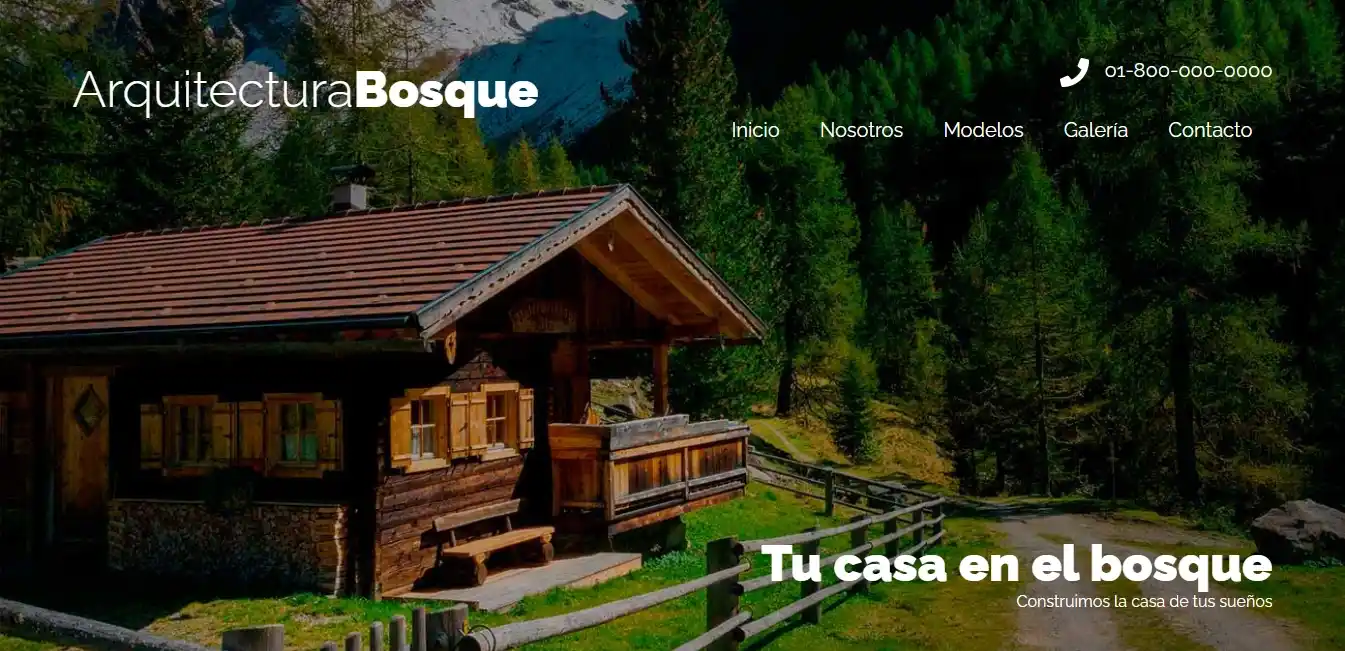 ArquitecturaBosque
01-800-000-0000
Inicio Nosotros Modelos Galería Contacto
Tu casa en el bosque
Construimos la casa de tus sueños